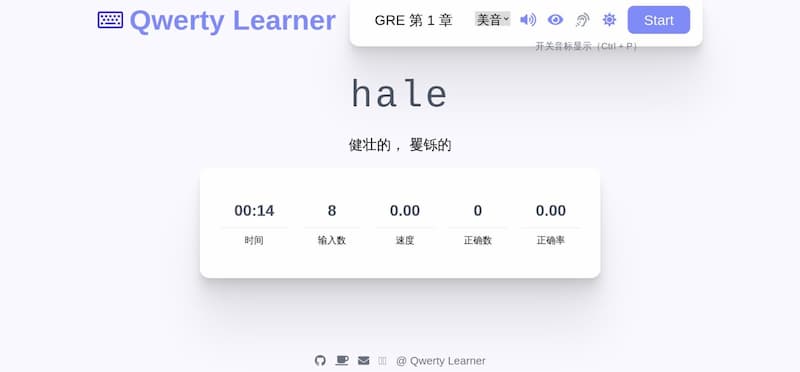 Qwerty Learner
GRE 第 1 章 美音 Start
开关音标显示（Ctrl + P）
hale
健壮的， 矍铄的
00:14 8 0.00 0 0.00
时间 输入数 速度 正确数 正确率
@ Qwerty Learner